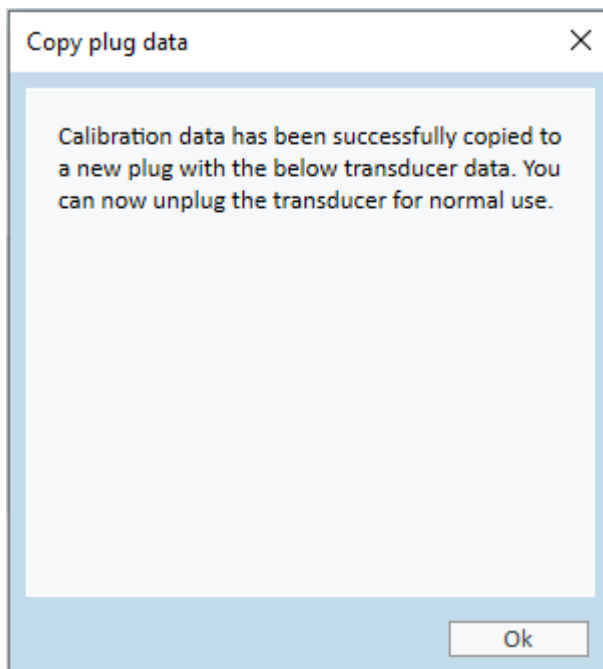 Copy plug data
Calibration data has been successfully copied to
a new plug with the below transducer data. You
can now unplug the transducer for normal use.
Ok